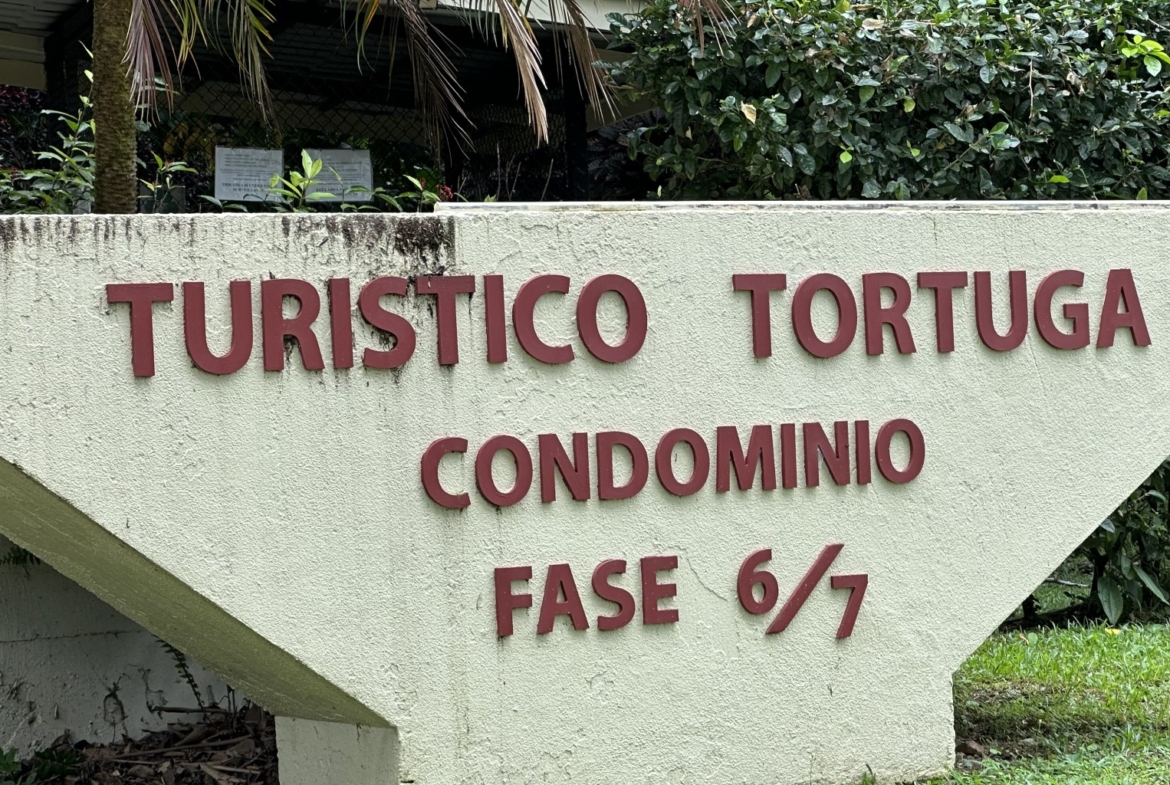 TURISTICO TORTUGA
CONDOMINIO
FASE 6/7